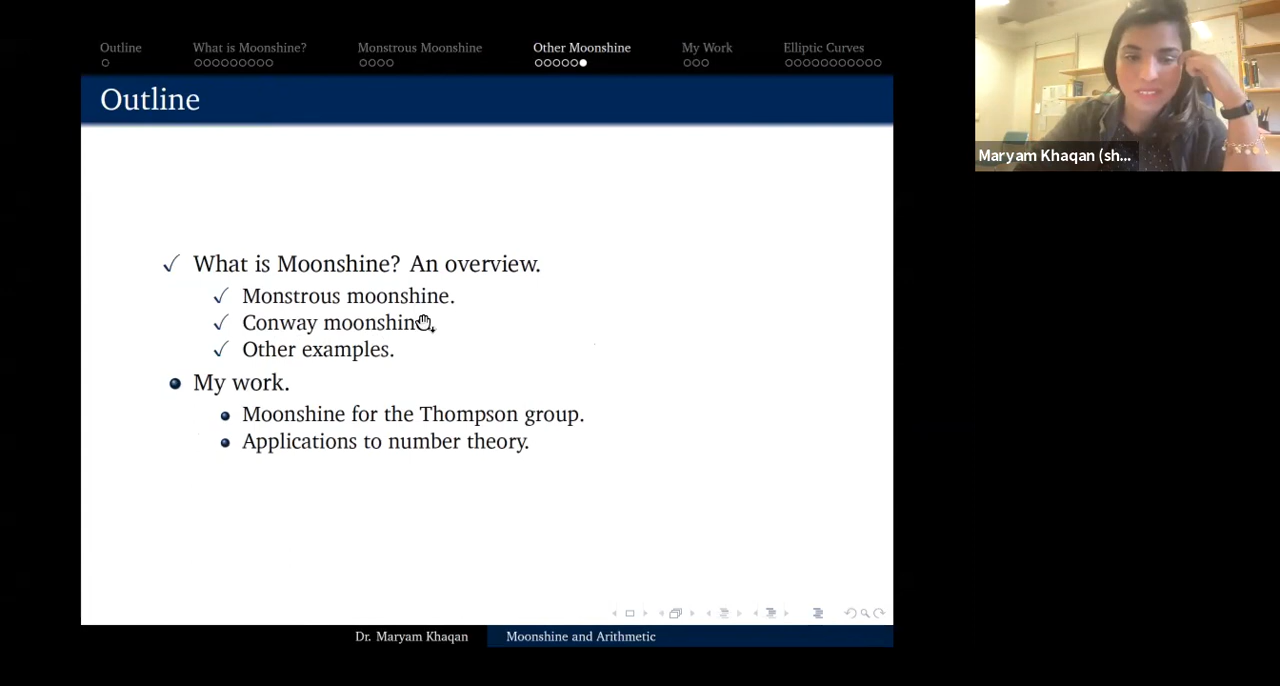 Outline
What is Moonshine?
Monstrous Moonshine
Other Moonshine
My Work
Elliptic Curves
Outline
Maryam Khaqan (sh...
What is Moonshine? An overview.
Monstrous moonshine.
Conway moonshin
Other examples.
My work.
Moonshine for the Thompson group.
Applications to number theory.
Dr. Maryam Khaqan
Moonshine and Arithmetic